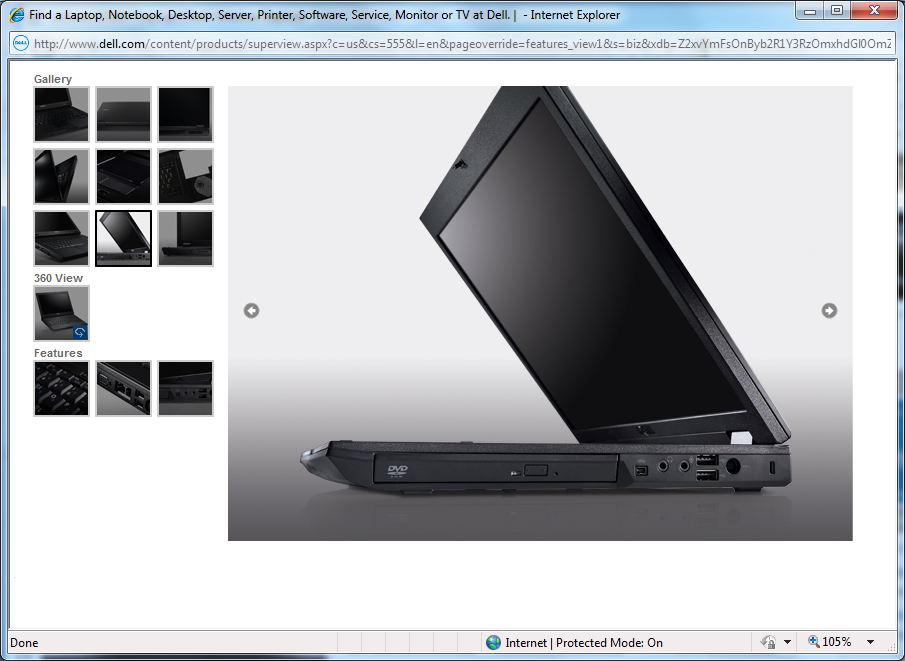 Find a Laptop, Notebook, Desktop, Server, Printer, Software, Service, Monitor or TV at Dell. | - Internet Explorer
DELL http://www.dell.com/content/products/superview.aspx?c=us&cs=555&l=en&pageoverride=features_view1&s=biz&xdb=Z2xvYmFsOnByb2R1Y3RzOmxhdGl0OmZ
Gallery
360 View
Features
DVD
Done
Internet | Protected Mode: On
105%